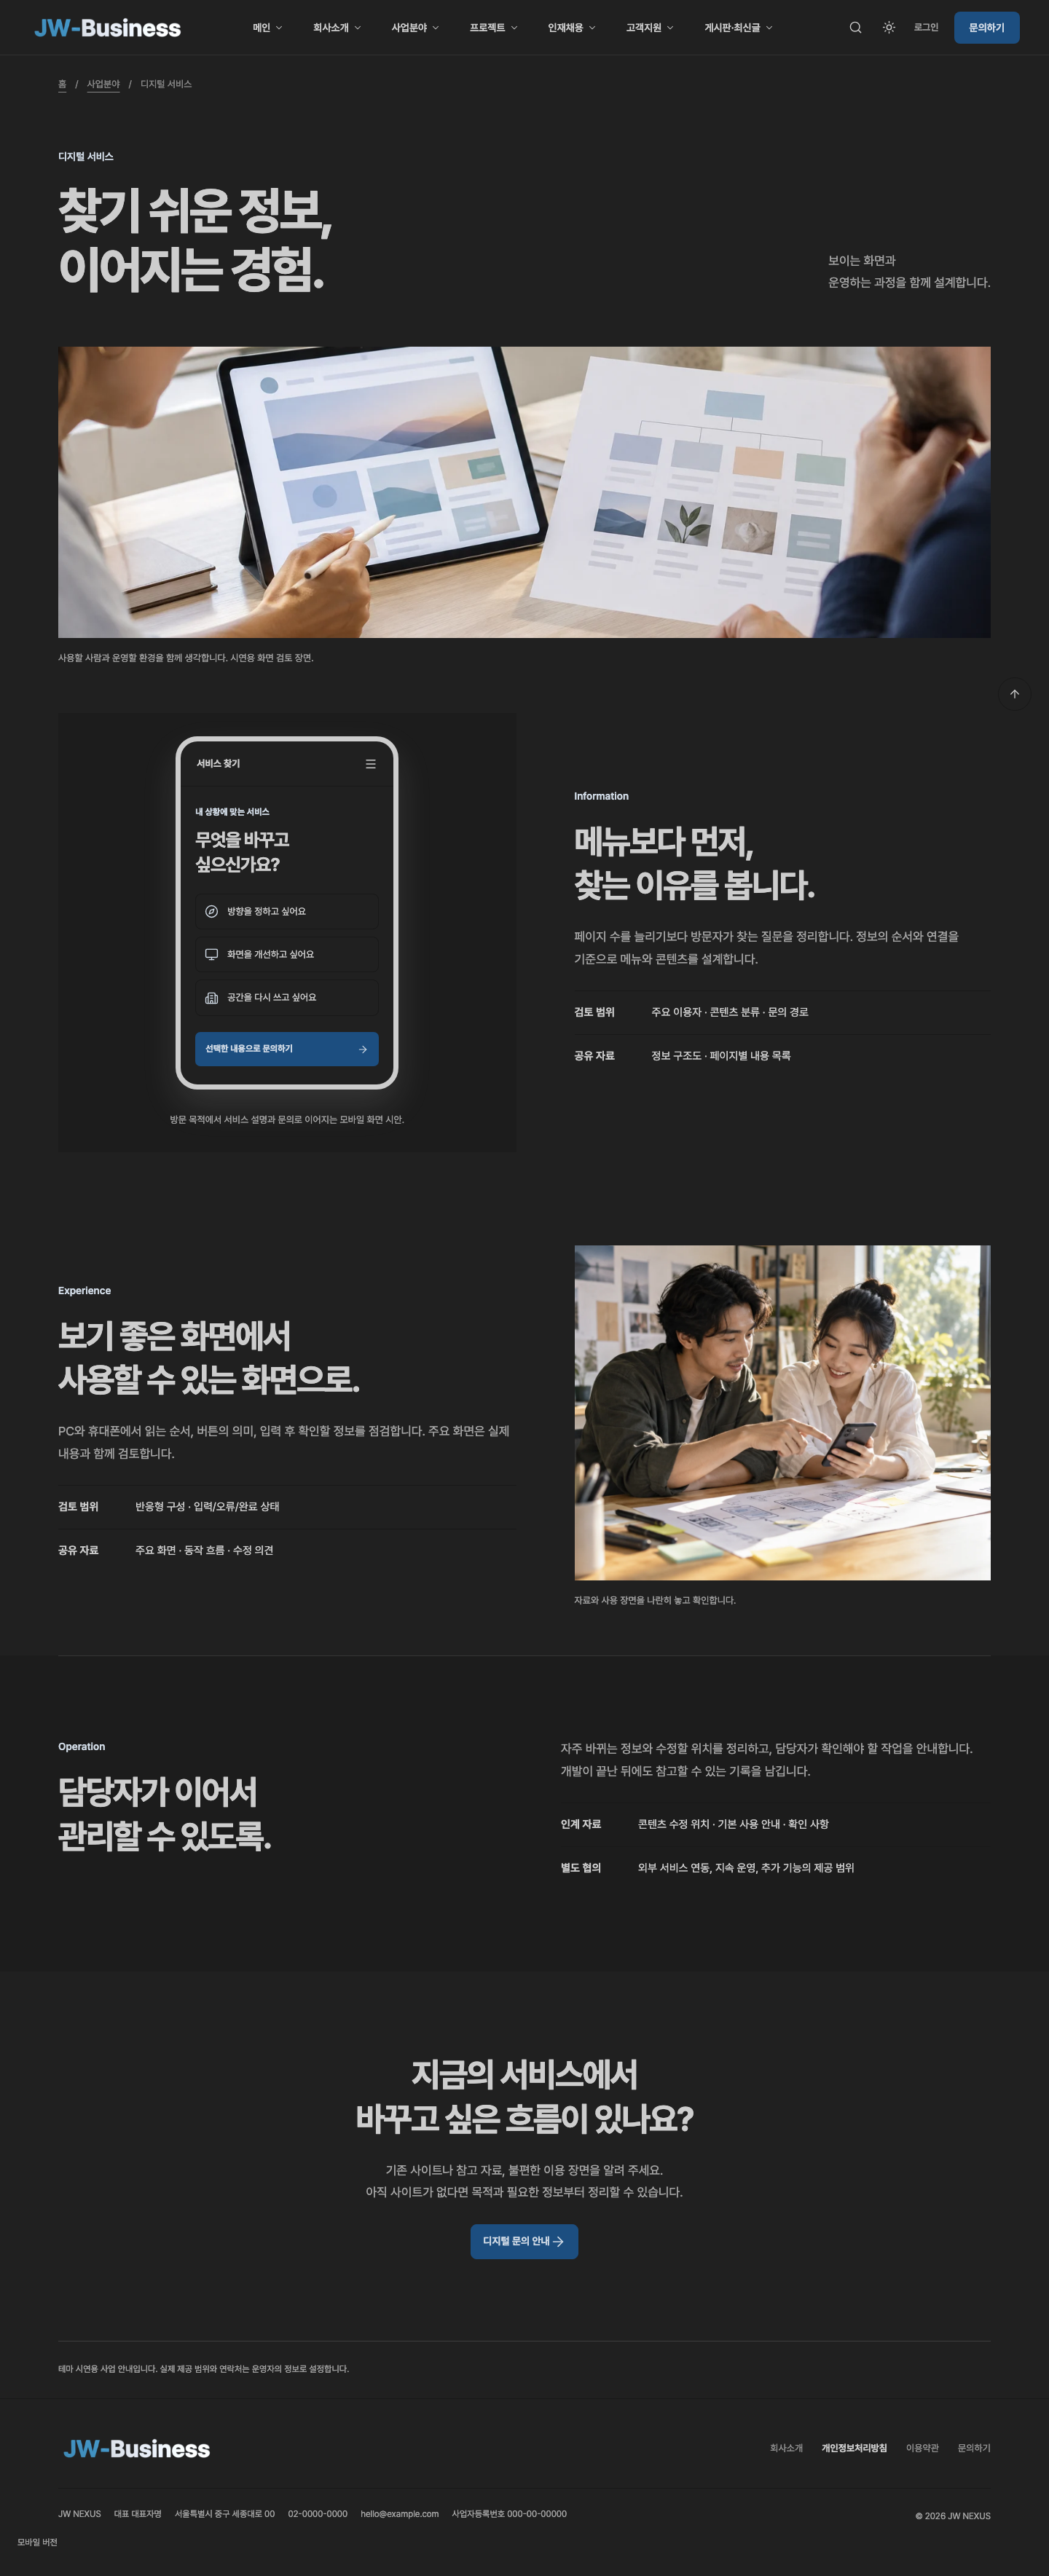 JW-Business
메인
회사소개
사업분야
프로젝트
인재채용
고객지원
게시판·최신글
로그인
문의하기
홈 / 사업분야 / 디지털 서비스
디지털 서비스
찾기 쉬운 정보,
이어지는 경험.
보이는 화면과
운영하는 과정을 함께 설계합니다.
사용할 사람과 운영할 환경을 함께 생각합니다. 시연용 화면 검토 장면.
서비스 찾기
내 상황에 맞는 서비스
무엇을 바꾸고
싶으신가요?
방향을 정하고 싶어요
화면을 개선하고 싶어요
공간을 다시 쓰고 싶어요
선택한 내용으로 문의하기
방문 목적에서 서비스 설명과 문의로 이어지는 모바일 화면 시안.
Information
메뉴보다 먼저,
찾는 이유를 봅니다.
페이지 수를 늘리기보다 방문자가 찾는 질문을 정리합니다. 정보의 순서와 연결을
기준으로 메뉴와 콘텐츠를 설계합니다.
검토 범위 주요 이용자 · 콘텐츠 분류 · 문의 경로
공유 자료 정보 구조도 · 페이지별 내용 목록
Experience
보기 좋은 화면에서
사용할 수 있는 화면으로.
PC와 휴대폰에서 읽는 순서, 버튼의 의미, 입력 후 확인할 정보를 점검합니다. 주요 화면은 실제
내용과 함께 검토합니다.
검토 범위 반응형 구성 · 입력/오류/완료 상태
공유 자료 주요 화면 · 동작 흐름 · 수정 의견
자료와 사용 장면을 나란히 놓고 확인합니다.
Operation
담당자가 이어서
관리할 수 있도록.
자주 바뀌는 정보와 수정할 위치를 정리하고, 담당자가 확인해야 할 작업을 안내합니다.
개발이 끝난 뒤에도 참고할 수 있는 기록을 남깁니다.
인계 자료 콘텐츠 수정 위치 · 기본 사용 안내 · 확인 사항
별도 협의 외부 서비스 연동, 지속 운영, 추가 기능의 제공 범위
지금의 서비스에서
바꾸고 싶은 흐름이 있나요?
기존 사이트나 참고 자료, 불편한 이용 장면을 알려 주세요.
아직 사이트가 없다면 목적과 필요한 정보부터 정리할 수 있습니다.
디지털 문의 안내
테마 시연용 사업 안내입니다. 실제 제공 범위와 연락처는 운영자의 정보로 설정합니다.
JW-Business
회사소개 개인정보처리방침 이용약관 문의하기
JW NEXUS 대표 대표자명 서울특별시 중구 세종대로 00 02-0000-0000 hello@example.com 사업자등록번호 000-00-00000
© 2026 JW NEXUS
모바일 버전